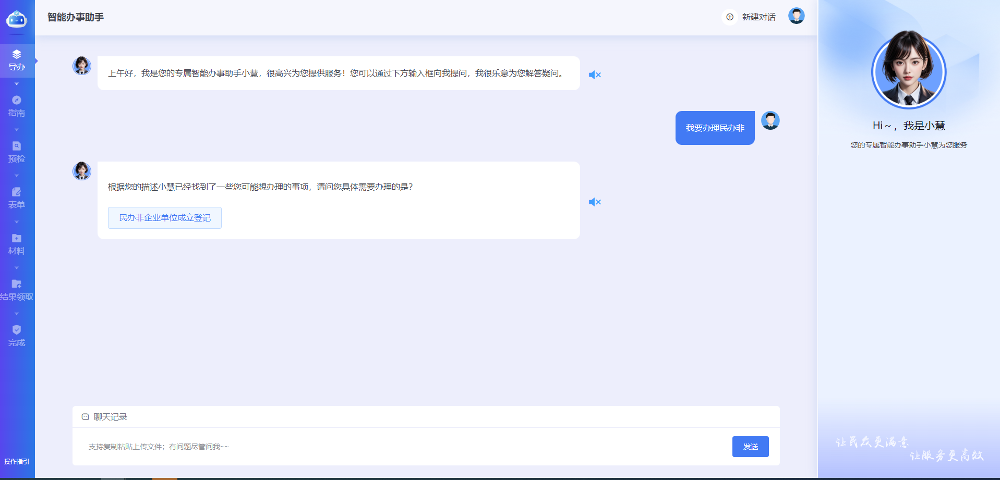 智能办事助手
新建对话
导办
指南
预检
表单
材料
结果领取
完成
操作指引
上午好，我是您的专属智能办事助手小慧，很高兴为您提供服务！您可以通过下方输入框向我提问，我很乐意为您解答疑问。
我要办理民办非
根据您的描述小慧已经找到了一些您可能想办理的事项，请问您具体需要办理的是？
民办非企业单位成立登记
聊天记录
支持复制粘贴上传文件；有问题尽管问我~~
发送
Hi～，我是小慧
您的专属智能办事助手小慧为您服务
让民众更满意
让服务更高效